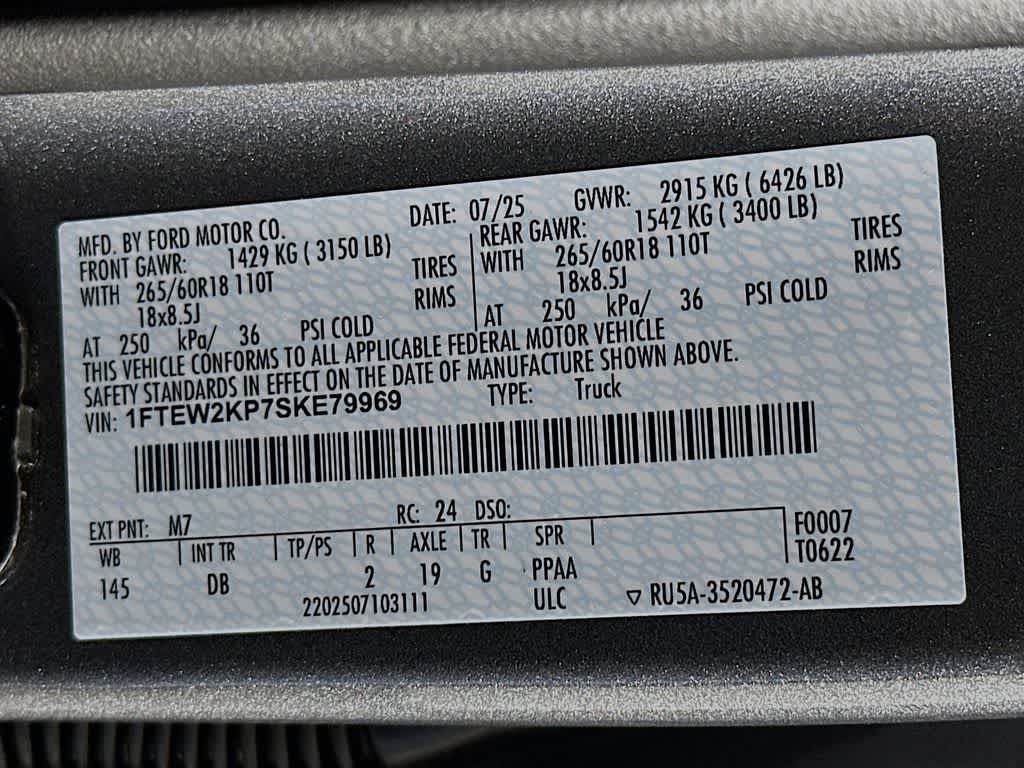 MFD. BY FORD MOTOR CO. DATE: 07/25 GVWR: 2915 KG ( 6426 LB)
FRONT GAWR: 1429 KG ( 3150 LB) REAR GAWR: 1542 KG ( 3400 LB)
WITH 265/60R18 110T TIRES WITH 265/60R18 110T TIRES
18x8.5J RIMS 18x8.5J RIMS
AT 250 kPa/ 36 PSI COLD AT 250 kPa/ 36 PSI COLD
THIS VEHICLE CONFORMS TO ALL APPLICABLE FEDERAL MOTOR VEHICLE
SAFETY STANDARDS IN EFFECT ON THE DATE OF MANUFACTURE SHOWN ABOVE.
VIN: 1FTEW2KP7SKE79969 TYPE: Truck
EXT PNT: M7 RC: 24 DSO:
WB INT TR TP/PS R AXLE TR SPR F0007
T0622
145 DB 2 19 G PPAA
2202507103111 ULC ▽ RU5A-3520472-AB